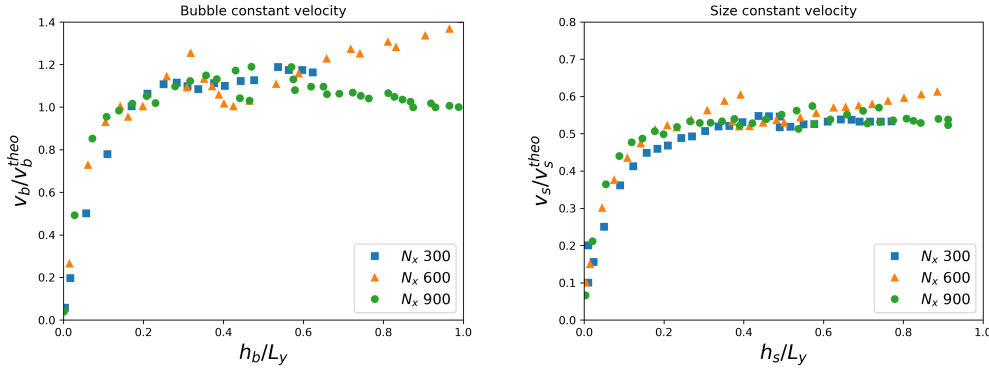 Bubble constant velocity
v_b/v_b^{theo}
1.4
1.2
1.0
0.8
0.6
0.4
0.2
0.0
N_x 300
N_x 600
N_x 900
0.0 0.2 0.4 0.6 0.8 1.0
h_b/L_y
Size constant velocity
v_s/v_s^{theo}
0.8
0.7
0.6
0.5
0.4
0.3
0.2
0.1
0.0
N_x 300
N_x 600
N_x 900
0.0 0.2 0.4 0.6 0.8 1.0
h_s/L_y